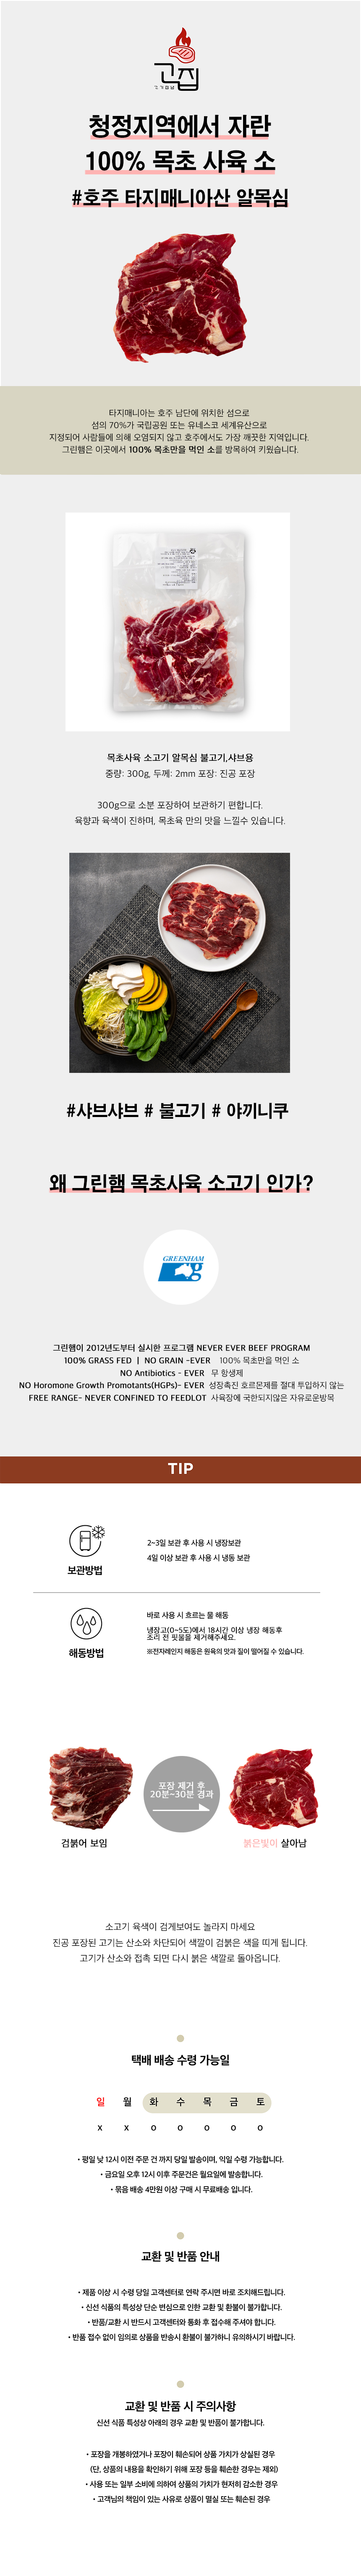 고집
청정지역에서 자란
100% 목초 사육 소
#호주 타지매니아산 알목심
타지매니아는 호주 남단에 위치한 섬으로
섬의 70%가 국립공원 또는 유네스코 세계유산으로
지정되어 사람들에 의해 오염되지 않고 호주에서도 가장 깨끗한 지역입니다.
그린햄은 이곳에서 100% 목초만을 먹인 소를 방목하여 키웠습니다.
목초사육 소고기 알목심 불고기,샤브용
중량: 300g, 두께: 2mm 포장: 진공 포장
300g으로 소분 포장하여 보관하기 편합니다.
육향과 육색이 진하며, 목초육 만의 맛을 느낄수 있습니다.
#샤브샤브 # 불고기 # 야끼니쿠
왜 그린햄 목초사육 소고기 인가?
GREENHAM
그린햄이 2012년도부터 실시한 프로그램 NEVER EVER BEEF PROGRAM
100% GRASS FED | NO GRAIN -EVER 100% 목초만을 먹인 소
NO Antibiotics - EVER 무 항생제
NO Horomone Growth Promotants(HGPs)- EVER 성장촉진 호르몬제를 절대 투입하지 않는
FREE RANGE- NEVER CONFINED TO FEEDLOT 사육장에 국한되지않은 자유로운방목
TIP
보관방법
2~3일 보관 후 사용 시 냉장보관
4일 이상 보관 후 사용 시 냉동 보관
해동방법
바로 사용 시 흐르는 물 해동
냉장고(0~5도)에서 18시간 이상 냉장 해동후
조리 전 핏물을 제거해주세요.
※전자레인지 해동은 원육의 맛과 질이 떨어질 수 있습니다.
포장 제거 후
20분~30분 경과
검붉어 보임
붉은빛이 살아남
소고기 육색이 검게보여도 놀라지 마세요
진공 포장된 고기는 산소와 차단되어 색깔이 검붉은 색을 띠게 됩니다.
고기가 산소와 접촉 되면 다시 붉은 색깔로 돌아옵니다.
택배 배송 수령 가능일
일 월 화 수 목 금 토
x x o o o o o
• 평일 낮 12시 이전 주문 건 까지 당일 발송이며, 익일 수령 가능합니다.
• 금요일 오후 12시 이후 주문건은 월요일에 발송합니다.
• 묶음 배송 4만원 이상 구매 시 무료배송 입니다.
교환 및 반품 안내
• 제품 이상 시 수령 당일 고객센터로 연락 주시면 바로 조치해드립니다.
• 신선 식품의 특성상 단순 변심으로 인한 교환 및 환불이 불가합니다.
• 반품/교환 시 반드시 고객센터와 통화 후 접수해 주셔야 합니다.
• 반품 접수 없이 임의로 상품을 반송시 환불이 불가하니 유의하시기 바랍니다.
교환 및 반품 시 주의사항
신선 식품 특성상 아래의 경우 교환 및 반품이 불가합니다.
• 포장을 개봉하였거나 포장이 훼손되어 상품 가치가 상실된 경우
(단, 상품의 내용을 확인하기 위해 포장 등을 훼손한 경우는 제외)
• 사용 또는 일부 소비에 의하여 상품의 가치가 현저히 감소한 경우
• 고객님의 책임이 있는 사유로 상품이 멸실 또는 훼손된 경우